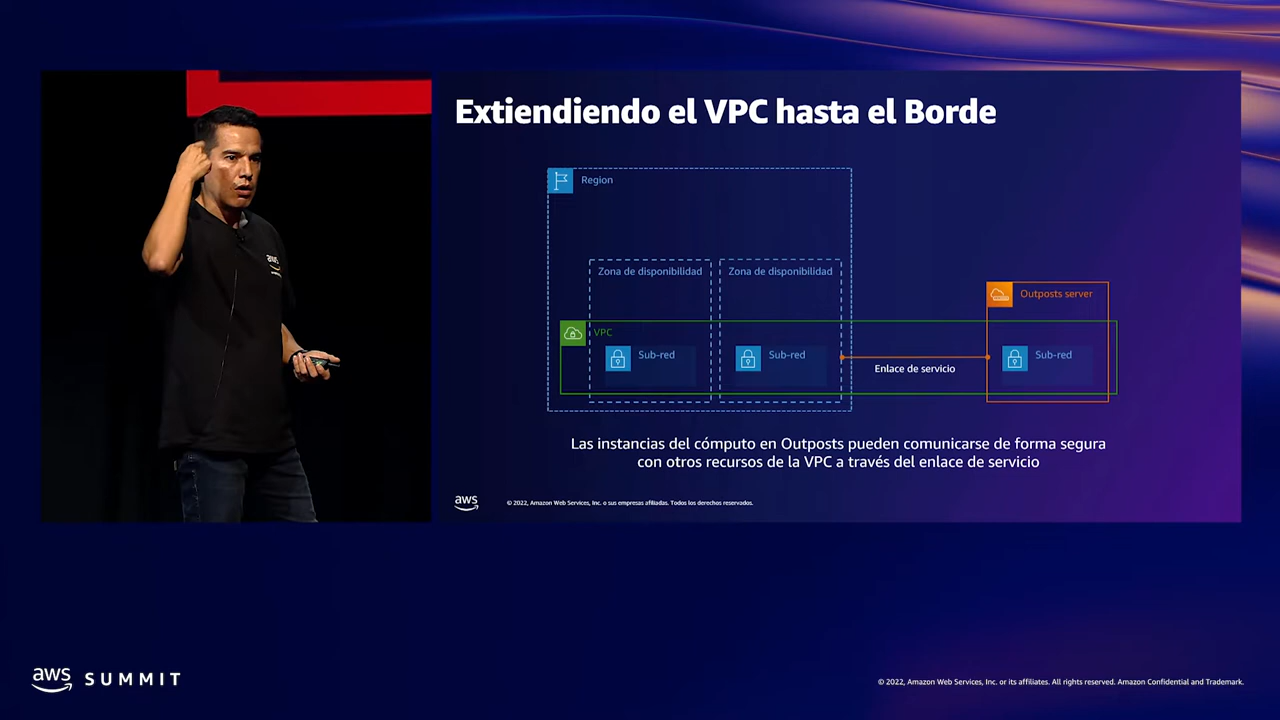 Extiendiendo el VPC hasta el Borde
Region
Zona de disponibilidad
Zona de disponibilidad
Outposts server
VPC
Sub-red
Sub-red
Sub-red
Enlace de servicio
Las instancias del cómputo en Outposts pueden comunicarse de forma segura
con otros recursos de la VPC a través del enlace de servicio
aws
© 2022, Amazon Web Services, Inc. o sus empresas afiliadas. Todos los derechos reservados.
aws
aws SUMMIT
© 2022, Amazon Web Services, Inc. or its affiliates. All rights reserved. Amazon Confidential and Trademark.